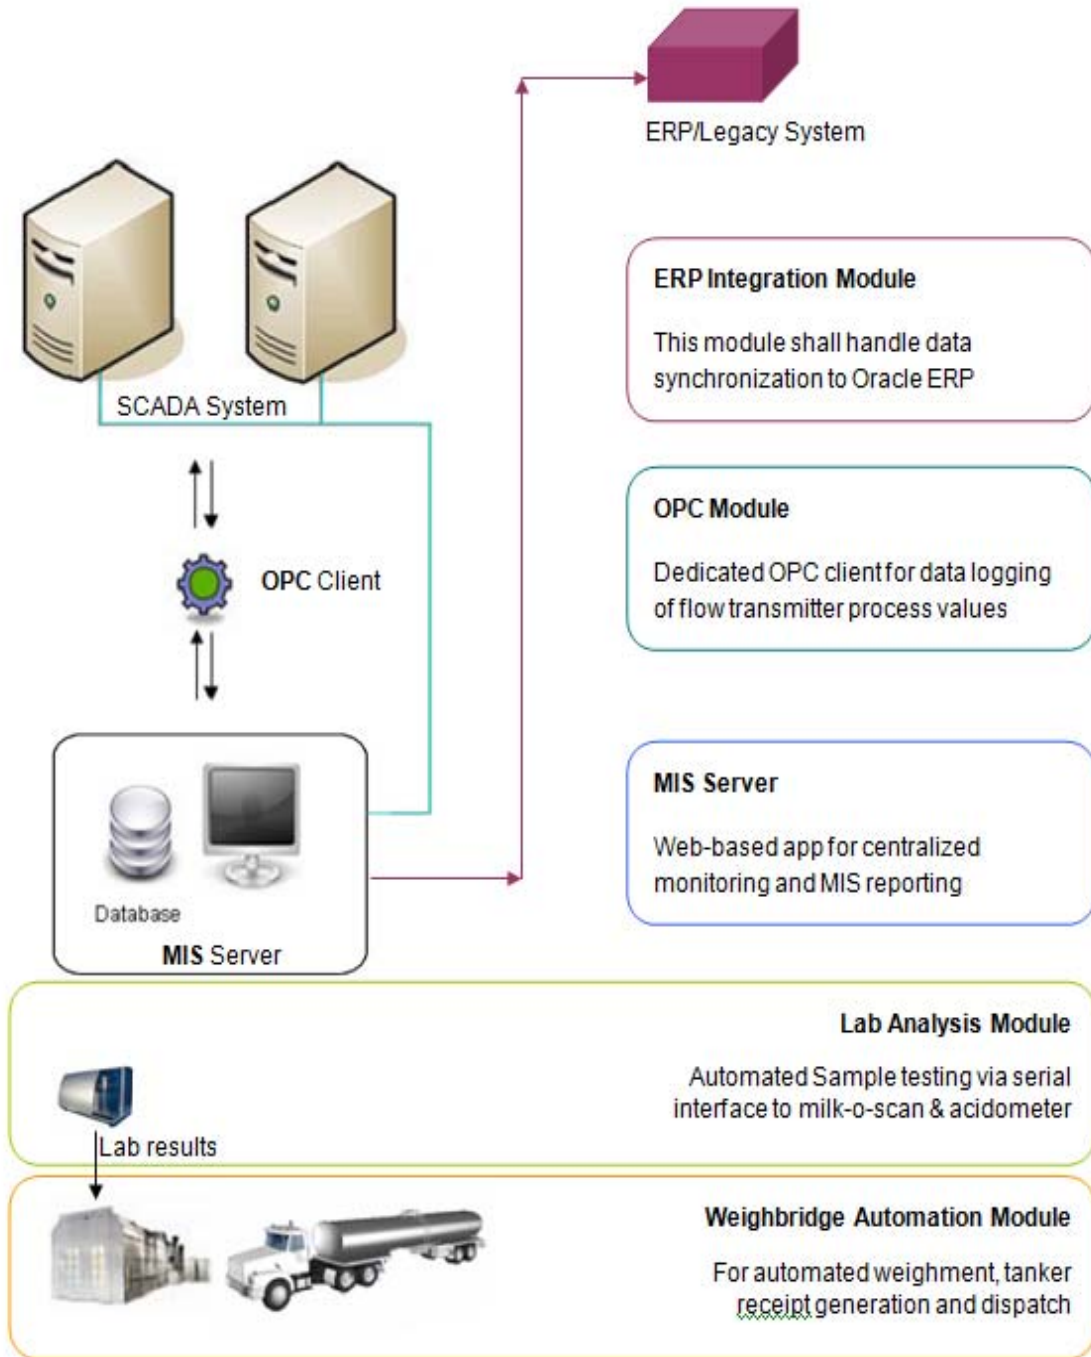 ERP/Legacy System
SCADA System
OPC Client
Database
MIS Server
ERP Integration Module
This module shall handle data
synchronization to Oracle ERP
OPC Module
Dedicated OPC client for data logging
of flow transmitter process values
MIS Server
Web-based app for centralized
monitoring and MIS reporting
Lab Analysis Module
Automated Sample testing via serial
interface to milk-o-scan & acidometer
Lab results
Weighbridge Automation Module
For automated weighment, tanker
receipt generation and dispatch